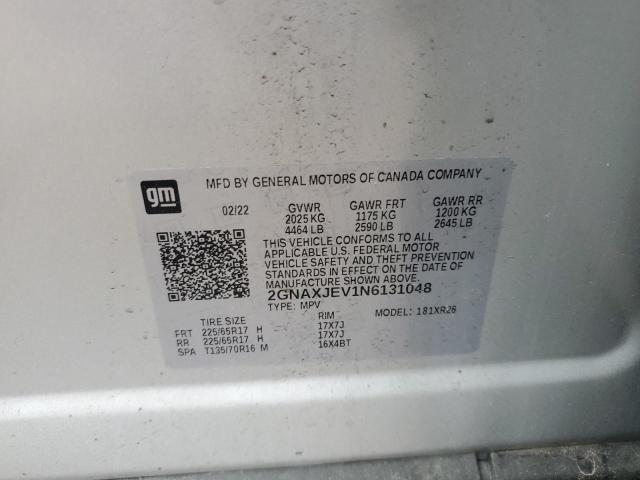 gm
MFD BY GENERAL MOTORS OF CANADA COMPANY
02/22 GVWR GAWR FRT GAWR RR
2025 KG 1175 KG 1200 KG
4464 LB 2590 LB 2645 LB
THIS VEHICLE CONFORMS TO ALL
APPLICABLE U.S. FEDERAL MOTOR
VEHICLE SAFETY AND THEFT PREVENTION
STANDARDS IN EFFECT ON THE DATE OF
MANUFACTURE SHOWN ABOVE.
2GNAXJEV1N6131048
TYPE: MPV
TIRE SIZE RIM MODEL: 181XR26
FRT 225/65R17 H 17X7J
RR 225/65R17 H 17X7J
SPA T135/70R16 M 16X4BT